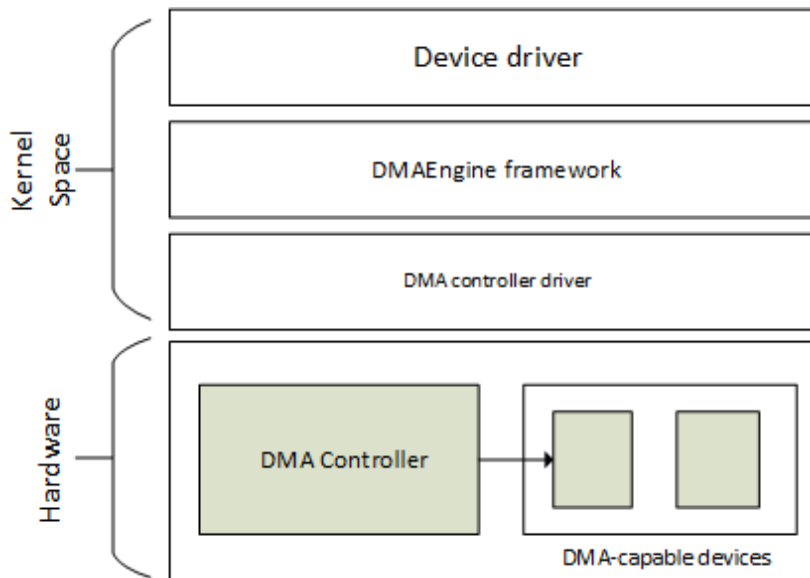 Device driver
Kernel
Space
DMAEngine framework
DMA controller driver
Hardware
DMA Controller
DMA-capable devices